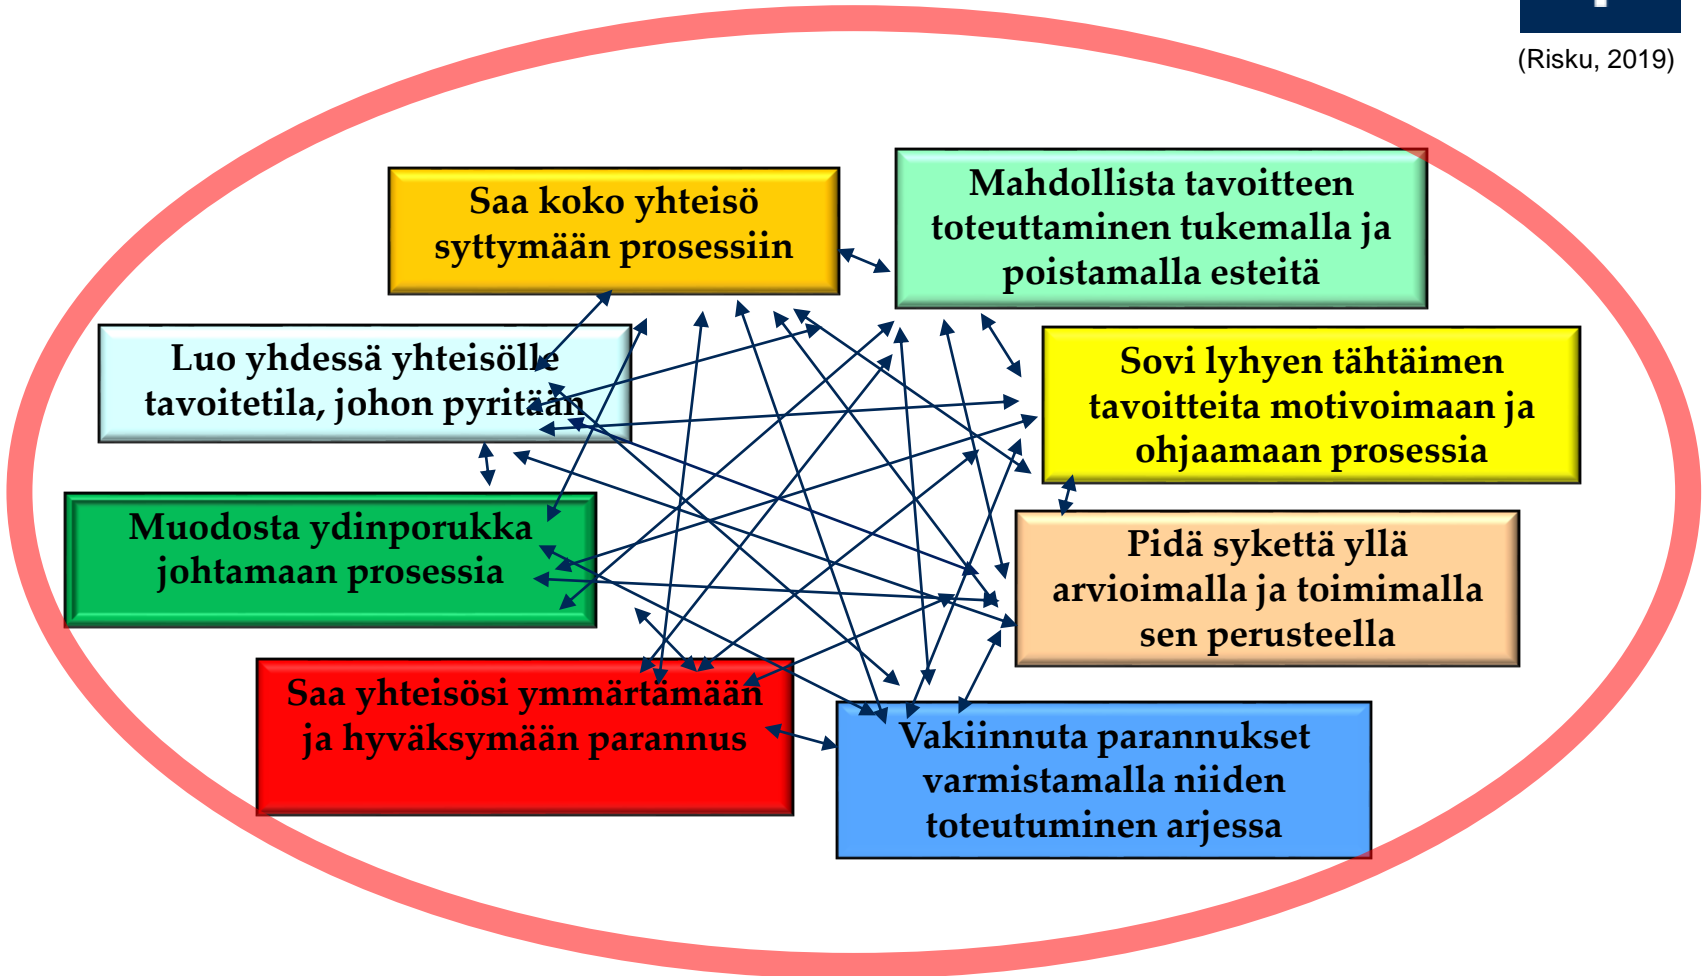 (Risku, 2019)
Saa koko yhteisö
syttymään prosessiin
Mahdollista tavoitteen
toteuttaminen tukemalla ja
poistamalla esteitä
Luo yhdessä yhteisölle
tavoitetila, johon pyritään
Sovi lyhyen tähtäimen
tavoitteita motivoimaan ja
ohjaamaan prosessia
Muodosta ydinporukka
johtamaan prosessia
Pidä sykettä yllä
arvioimalla ja toimimalla
sen perusteella
Saa yhteisösi ymmärtämään
ja hyväksymään parannus
Vakiinnuta parannukset
varmistamalla niiden
toteutuminen arjessa